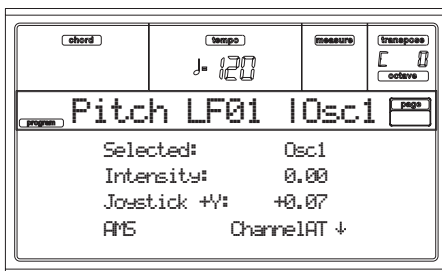 chord tempo measure transpose
♩= 120 C 0
octave
program Pitch LF01 |Osc1 page
Selected: Osc1
Intensity: 0.00
Joystick +Y: +0.07
AMS ChannelAT ↓